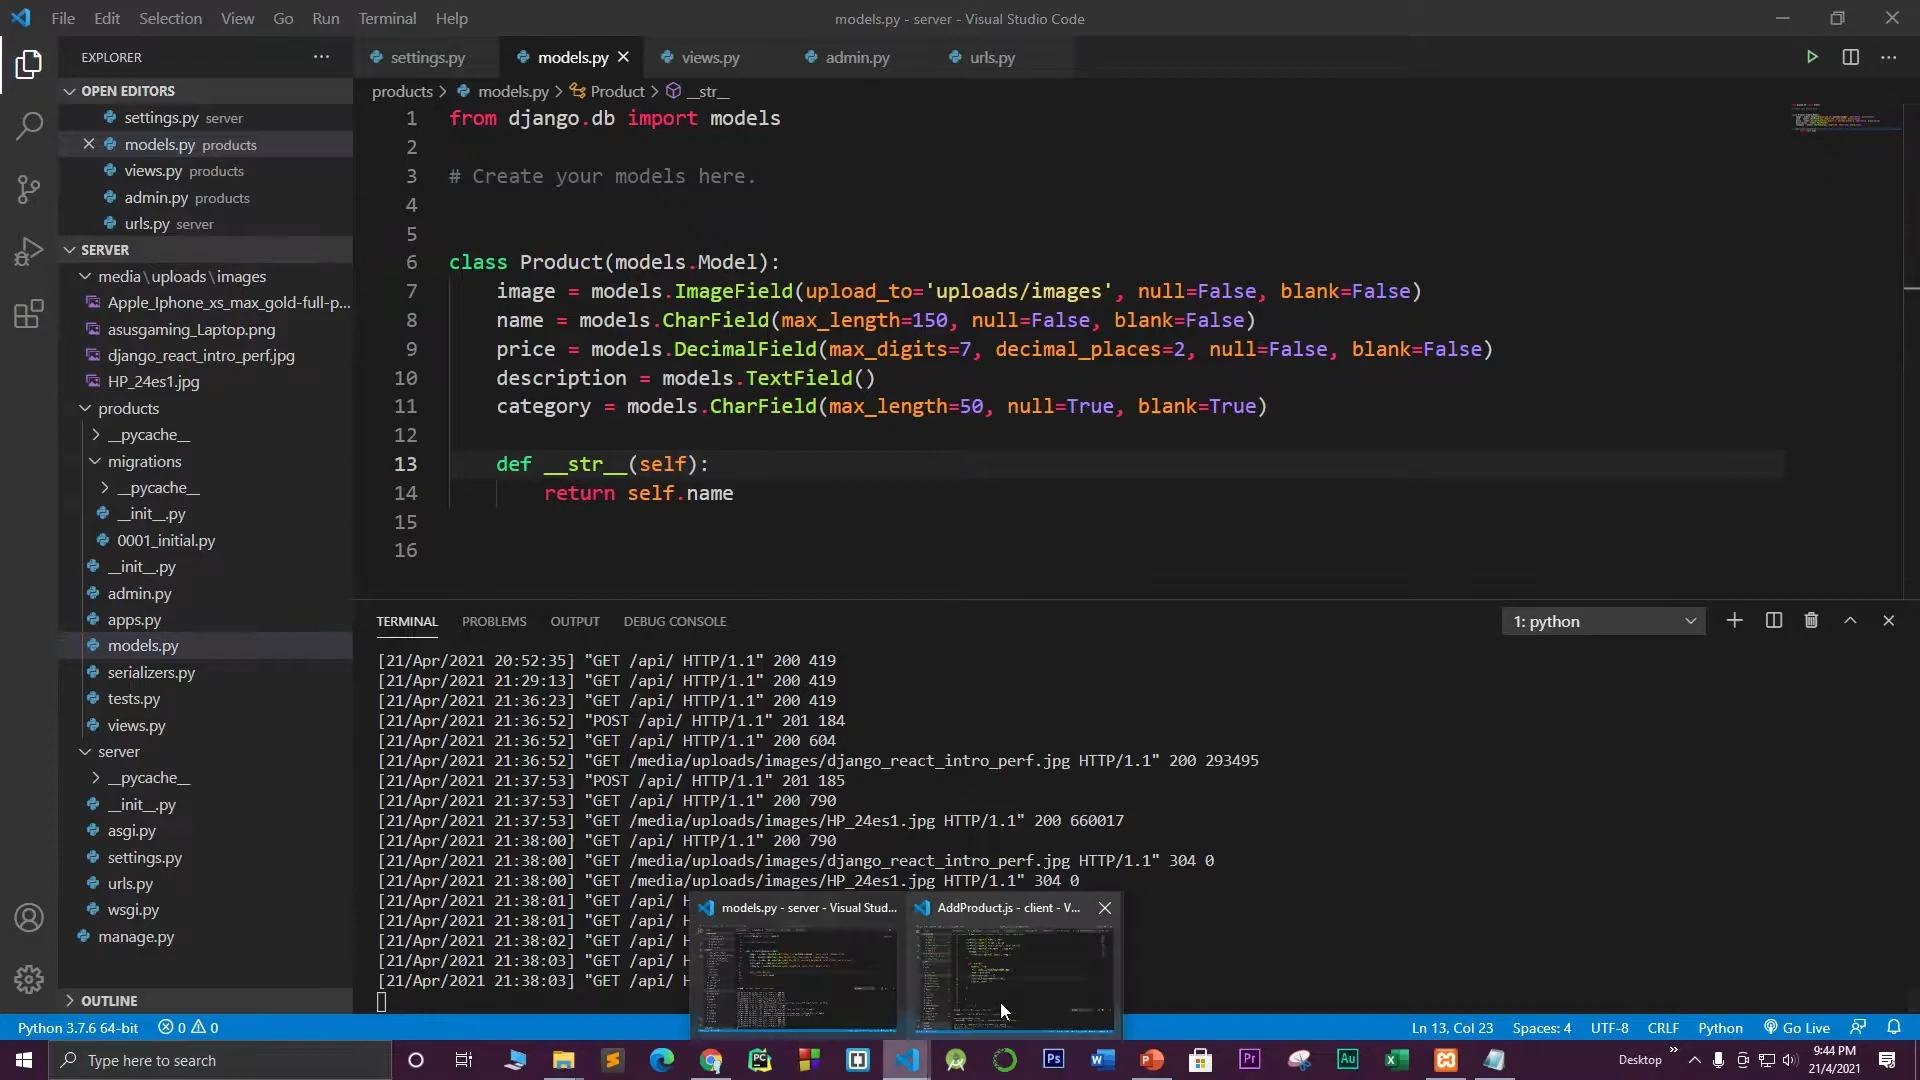 File Edit Selection View Go Run Terminal Help
models.py - server - Visual Studio Code
EXPLORER
settings.py
models.py
views.py
admin.py
urls.py
OPEN EDITORS
settings.py server
models.py products
views.py products
admin.py products
urls.py server
SERVER
media\uploads\images
Apple_Iphone_xs_max_gold-full-p...
asusgaming_Laptop.png
django_react_intro_perf.jpg
HP_24es1.jpg
products
__pycache__
migrations
__pycache__
__init__.py
0001_initial.py
__init__.py
admin.py
apps.py
models.py
serializers.py
tests.py
views.py
server
__pycache__
__init__.py
asgi.py
settings.py
urls.py
wsgi.py
manage.py
OUTLINE
products > models.py > Product > __str__
1 from django.db import models
2
3 # Create your models here.
4
5
6 class Product(models.Model):
7 image = models.ImageField(upload_to='uploads/images', null=False, blank=False)
8 name = models.CharField(max_length=150, null=False, blank=False)
9 price = models.DecimalField(max_digits=7, decimal_places=2, null=False, blank=False)
10 description = models.TextField()
11 category = models.CharField(max_length=50, null=True, blank=True)
12
13 def __str__(self):
14 return self.name
15
16
TERMINAL PROBLEMS OUTPUT DEBUG CONSOLE
1: python
[21/Apr/2021 20:52:35] "GET /api/ HTTP/1.1" 200 419
[21/Apr/2021 21:29:13] "GET /api/ HTTP/1.1" 200 419
[21/Apr/2021 21:36:23] "GET /api/ HTTP/1.1" 200 419
[21/Apr/2021 21:36:52] "POST /api/ HTTP/1.1" 201 184
[21/Apr/2021 21:36:52] "GET /api/ HTTP/1.1" 200 604
[21/Apr/2021 21:36:52] "GET /media/uploads/images/django_react_intro_perf.jpg HTTP/1.1" 200 293495
[21/Apr/2021 21:37:53] "POST /api/ HTTP/1.1" 201 185
[21/Apr/2021 21:37:53] "GET /api/ HTTP/1.1" 200 790
[21/Apr/2021 21:37:53] "GET /media/uploads/images/HP_24es1.jpg HTTP/1.1" 200 660017
[21/Apr/2021 21:38:00] "GET /api/ HTTP/1.1" 200 790
[21/Apr/2021 21:38:00] "GET /media/uploads/images/django_react_intro_perf.jpg HTTP/1.1" 304 0
[21/Apr/2021 21:38:00] "GET /media/uploads/images/HP_24es1.jpg HTTP/1.1" 304 0
[21/Apr/2021 21:38:01] "GET /api/ H
[21/Apr/2021 21:38:01] "GET /api/ H
[21/Apr/2021 21:38:02] "GET /api/ H
[21/Apr/2021 21:38:03] "GET /api/ H
[21/Apr/2021 21:38:03] "GET /api/ H
models.py - server - Visual Stud...
AddProduct.js - client - V...
Python 3.7.6 64-bit
0 0
Ln 13, Col 23 Spaces: 4 UTF-8 CRLF Python Go Live
Type here to search
PC
Ps
Pr
Au
Desktop
9:44 PM
21/4/2021